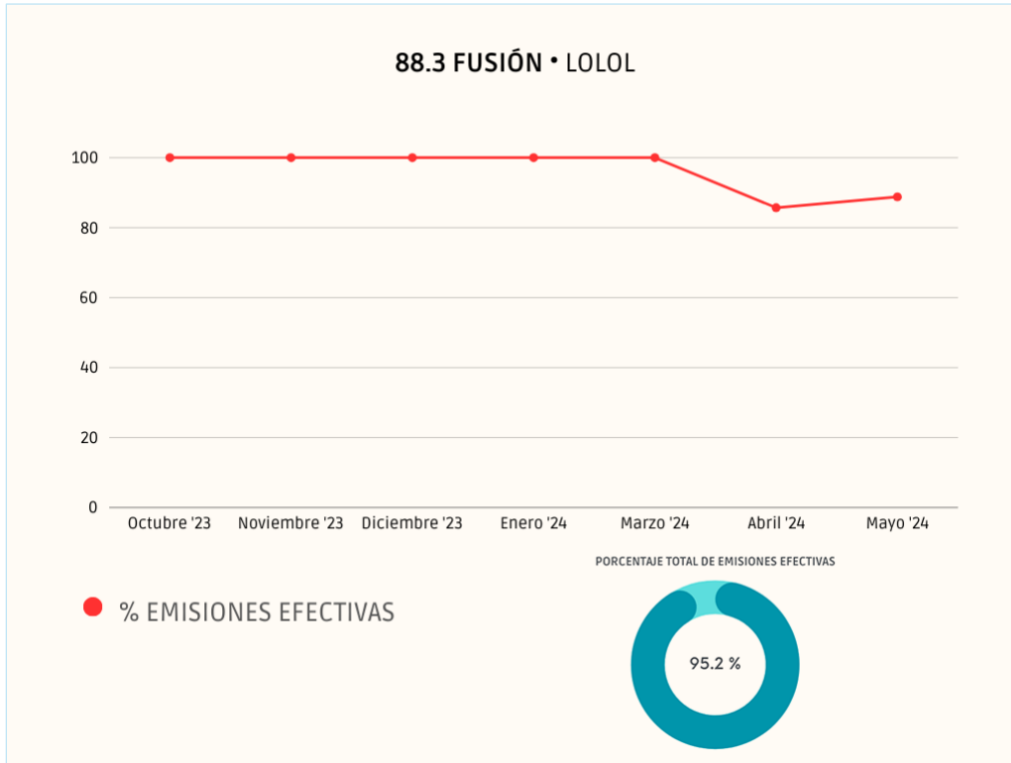 88.3 FUSIÓN • LOLOL
100
80
60
40
20
0
Octubre '23 Noviembre '23 Diciembre '23 Enero '24 Marzo '24 Abril '24 Mayo '24
PORCENTAJE TOTAL DE EMISIONES EFECTIVAS
% EMISIONES EFECTIVAS
95.2 %